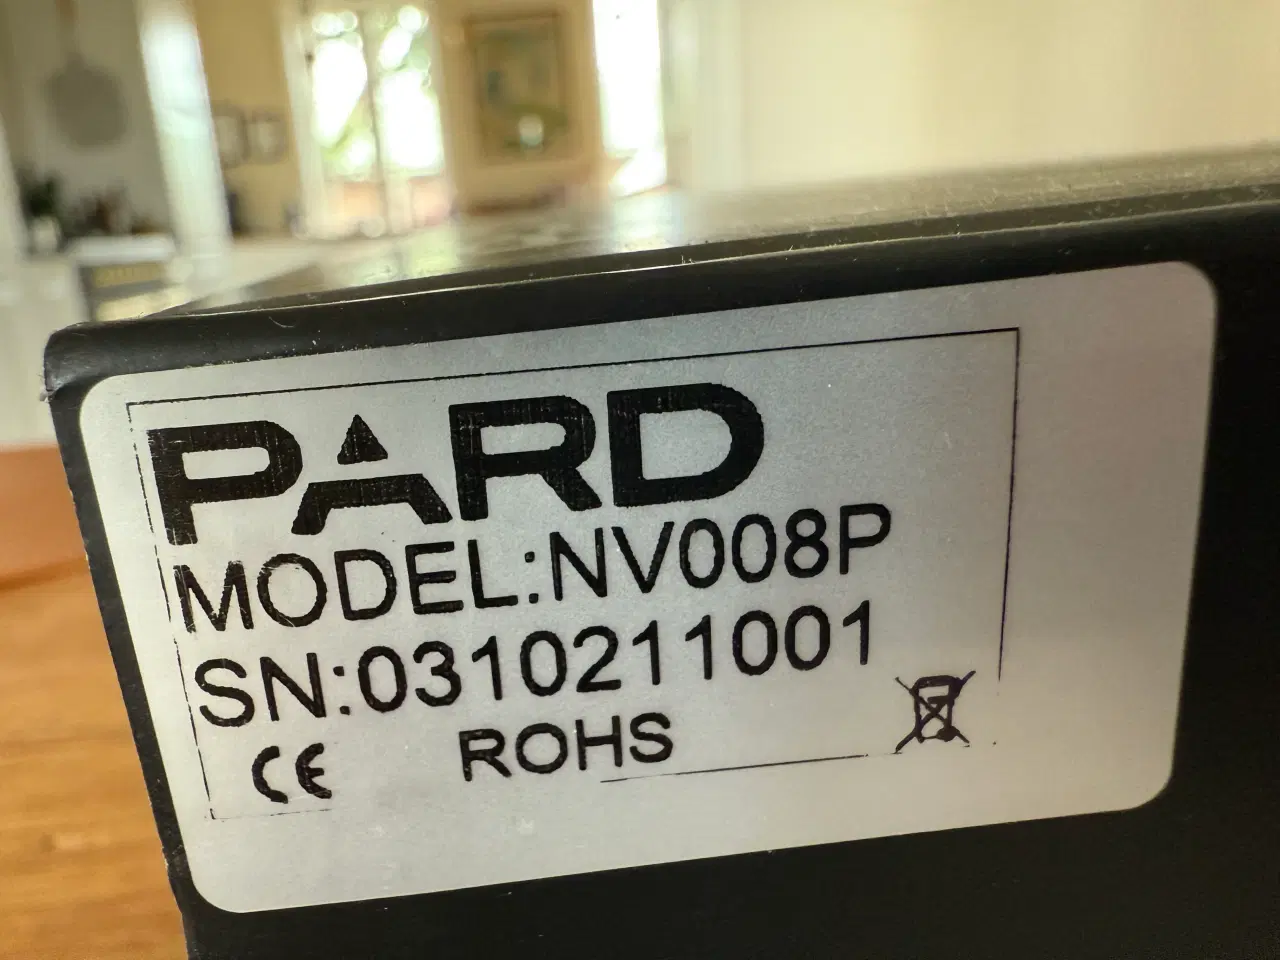 PARD
MODEL:NV008P
SN:0310211001
CE ROHS